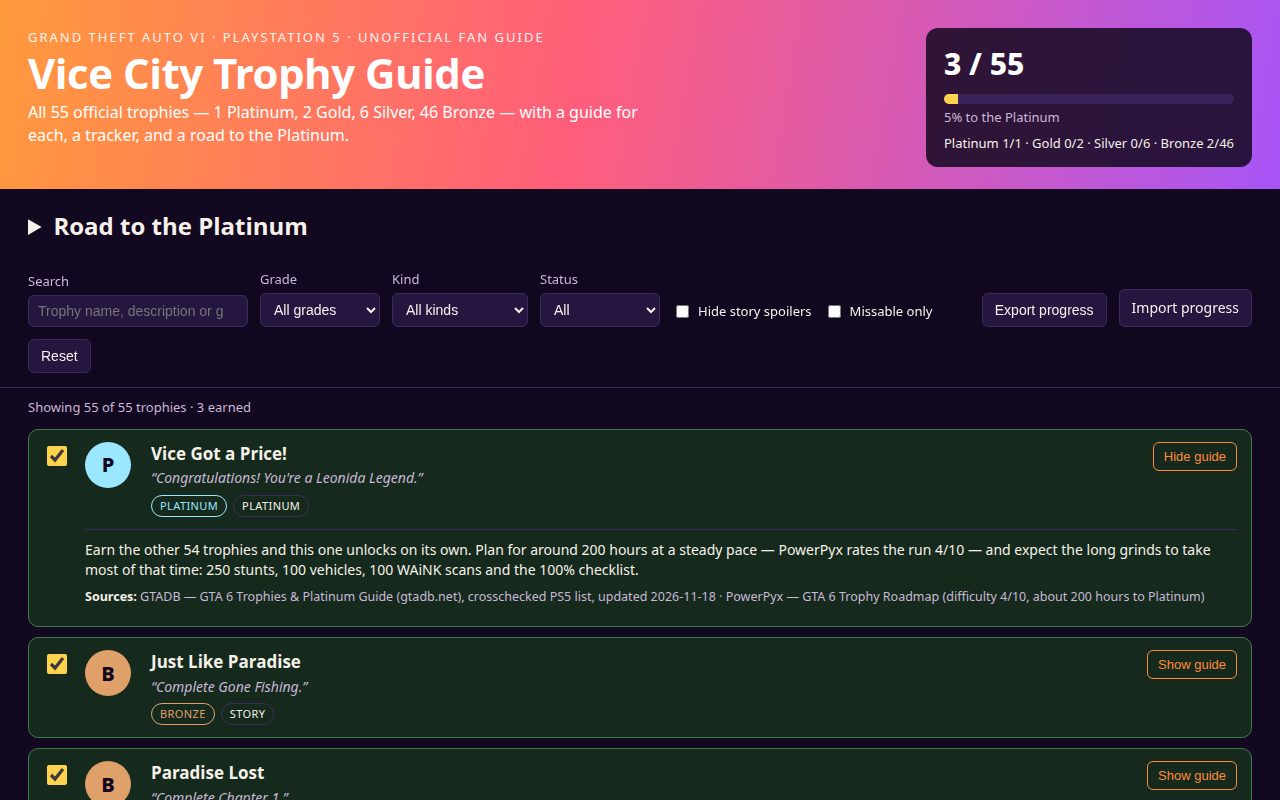 GRAND THEFT AUTO VI · PLAYSTATION 5 · UNOFFICIAL FAN GUIDE
Vice City Trophy Guide
All 55 official trophies — 1 Platinum, 2 Gold, 6 Silver, 46 Bronze — with a guide for
each, a tracker, and a road to the Platinum.
3 / 55
5% to the Platinum
Platinum 1/1 · Gold 0/2 · Silver 0/6 · Bronze 2/46
Road to the Platinum
Search
Grade
Kind
Status
Trophy name, description or g
All grades
All kinds
All
Hide story spoilers
Missable only
Export progress
Import progress
Reset
Showing 55 of 55 trophies · 3 earned
P
Vice Got a Price!
Hide guide
“Congratulations! You're a Leonida Legend.”
PLATINUM
PLATINUM
Earn the other 54 trophies and this one unlocks on its own. Plan for around 200 hours at a steady pace — PowerPyx rates the run 4/10 — and expect the long grinds to take
most of that time: 250 stunts, 100 vehicles, 100 WAiNK scans and the 100% checklist.
Sources: GTADB — GTA 6 Trophies & Platinum Guide (gtadb.net), crosschecked PS5 list, updated 2026-11-18 · PowerPyx — GTA 6 Trophy Roadmap (difficulty 4/10, about 200 hours to Platinum)
B
Just Like Paradise
Show guide
“Complete Gone Fishing.”
BRONZE
STORY
B
Paradise Lost
Show guide
“Complete Chapter 1.”